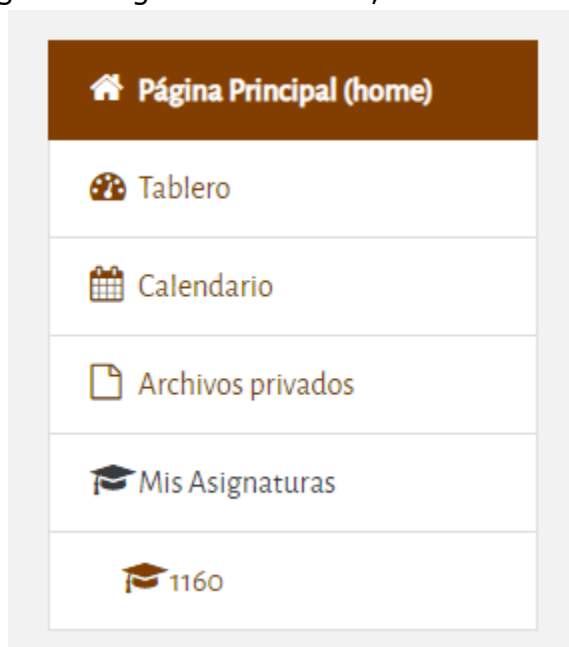 Página Principal (home)
Tablero
Calendario
Archivos privados
Mis Asignaturas
1160